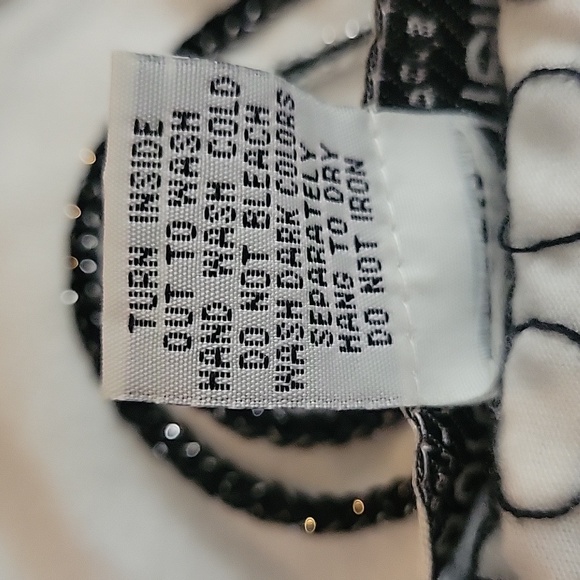 TURN INSIDE
OUT TO WASH
HAND WASH COLD
DO NOT BLEACH
WASH DARK COLORS
SEPARATELY
HANG TO DRY
DO NOT IRON